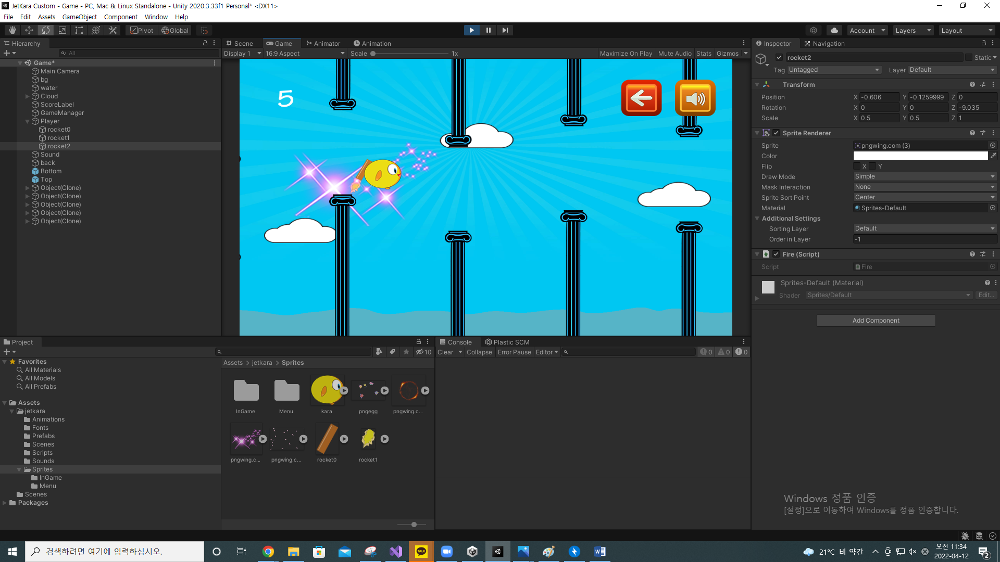 JetKara Custom - Game - PC, Mac & Linux Standalone - Unity 2020.3.33f1 Personal* <DX11>
File Edit Assets GameObject Component Window Help
Pivot Global
Account Layers Layout
Hierarchy
All
Game*
Main Camera
bg
water
Cloud
ScoreLabel
GameManager
Player
rocket0
rocket1
rocket2
Sound
back
Bottom
Top
Object(Clone)
Object(Clone)
Object(Clone)
Object(Clone)
Object(Clone)
Scene Game Animator Animation
Display 1 16:9 Aspect Scale 1x Maximize On Play Mute Audio Stats Gizmos
5
Inspector Navigation
rocket2 Static
Tag Untagged Layer Default
Transform
Position X -0.606 Y -0.1259999 Z 0
Rotation X 0 Y 0 Z -9.035
Scale X 0.5 Y 0.5 Z 1
Sprite Renderer
Sprite pngwing.com (3)
Color
Flip X Y
Draw Mode Simple
Mask Interaction None
Sprite Sort Point Center
Material Sprites-Default
Additional Settings
Sorting Layer Default
Order in Layer -1
Fire (Script)
Script Fire
Sprites-Default (Material)
Shader Sprites/Default Edit...
Add Component
Project
10
Favorites
All Materials
All Models
All Prefabs
Assets
jetkara
Animations
Fonts
Prefabs
Scenes
Scripts
Sounds
Sprites
InGame
Menu
Scenes
Packages
Assets > jetkara > Sprites
InGame Menu kara pngegg pngwing.c...
pngwing.c... pngwing.c... rocket0 rocket1
Console Plastic SCM
Clear Collapse Error Pause Editor 0 0 0
Windows 정품 인증
[설정]으로 이동하여 Windows를 정품 인증합니다.
검색하려면 여기에 입력하십시오.
TALK
21°C 비 약간
오전 11:34
2022-04-12
2